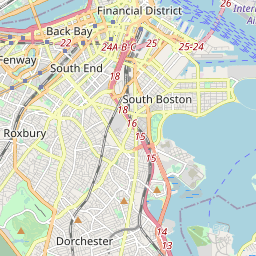 Financial District
Back Bay
24A-B-C
25-24
22
Fenway
South End
18
South Boston
18
16
15
Roxbury
15
Dorchester
14
13